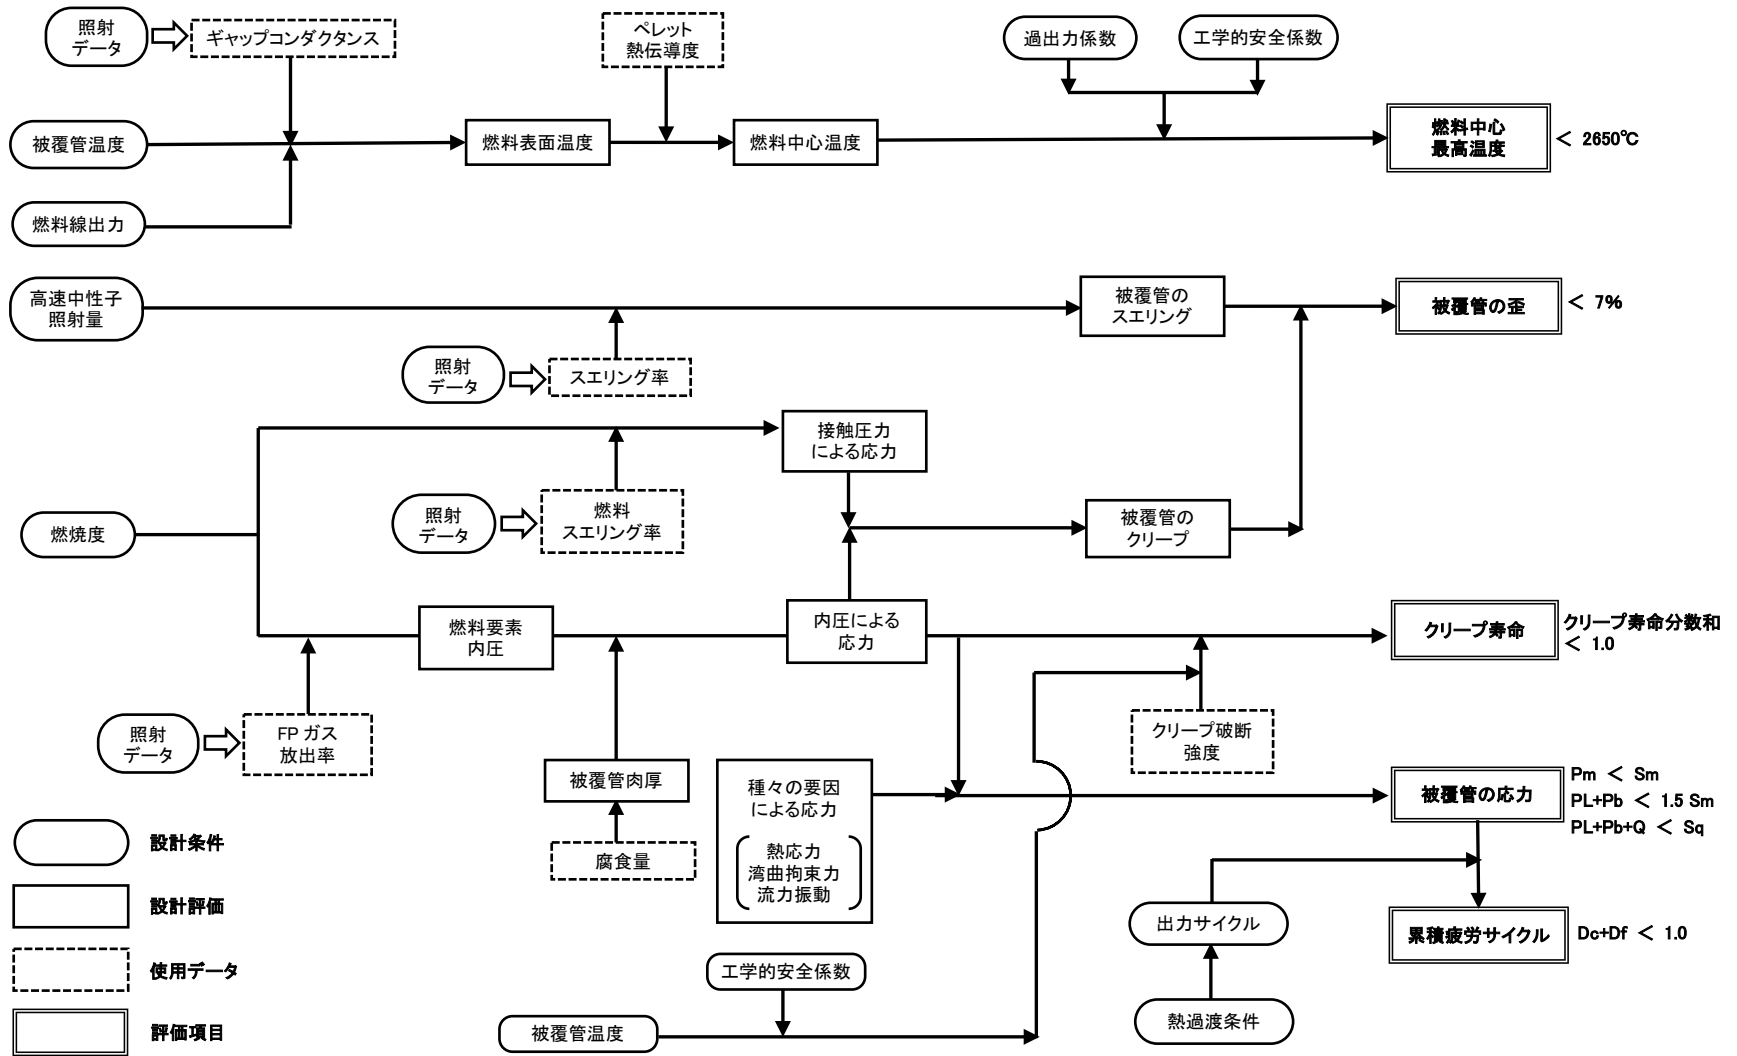 照射
データ
ギャップコンダクタンス
ペレット
熱伝導度
過出力係数
工学的安全係数
被覆管温度
燃料表面温度
燃料中心温度
燃料中心
最高温度
＜ 2650℃
燃料線出力
高速中性子
照射量
被覆管の
スエリング
被覆管の歪
＜ 7%
照射
データ
スエリング率
接触圧力
による応力
照射
データ
燃料
スエリング率
燃焼度
被覆管の
クリープ
燃料要素
内圧
内圧による
応力
クリープ寿命
クリープ寿命分数和
＜ 1.0
照射
データ
FP ガス
放出率
クリープ破断
強度
被覆管肉厚
腐食量
種々の要因
による応力
熱応力
湾曲拘束力
流力振動
被覆管の応力
Pm ＜ Sm
PL+Pb ＜ 1.5 Sm
PL+Pb+Q ＜ Sq
出力サイクル
累積疲労サイクル
Dc+Df ＜ 1.0
熱過渡条件
工学的安全係数
被覆管温度
設計条件
設計評価
使用データ
評価項目